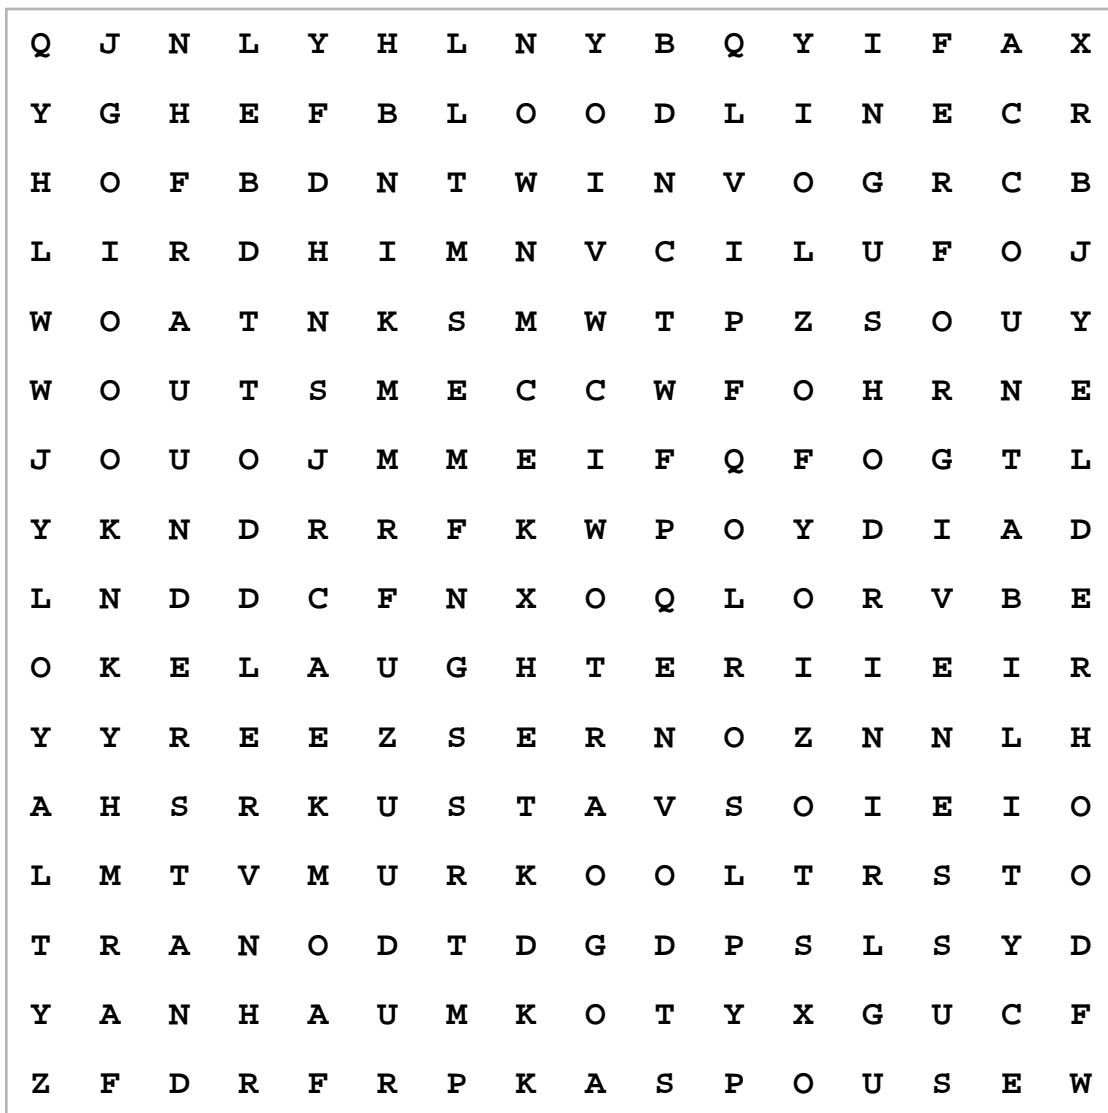 Q J N L Y H L N Y B Q Y I F A X
Y G H E F B L O O D L I N E C R
H O F B D N T W I N V O G R C B
L I R D H I M N V C I L U F O J
W O A T N K S M W T P Z S O U Y
W O U T S M E C C W F O H R N E
J O U O J M M E I F Q F O G T L
Y K N D R R F K W P O Y D I A D
L N D D C F N X O Q L O R V B E
O K E L A U G H T E R I I E I R
Y Y R E E Z S E R N O Z N N L H
A H S R K U S T A V S O I E I O
L M T V M U R K O O L T R S T O
T R A N O D T D G D P S L S Y D
Y A N H A U M K O T Y X G U C F
Z F D R F R P K A S P O U S E W